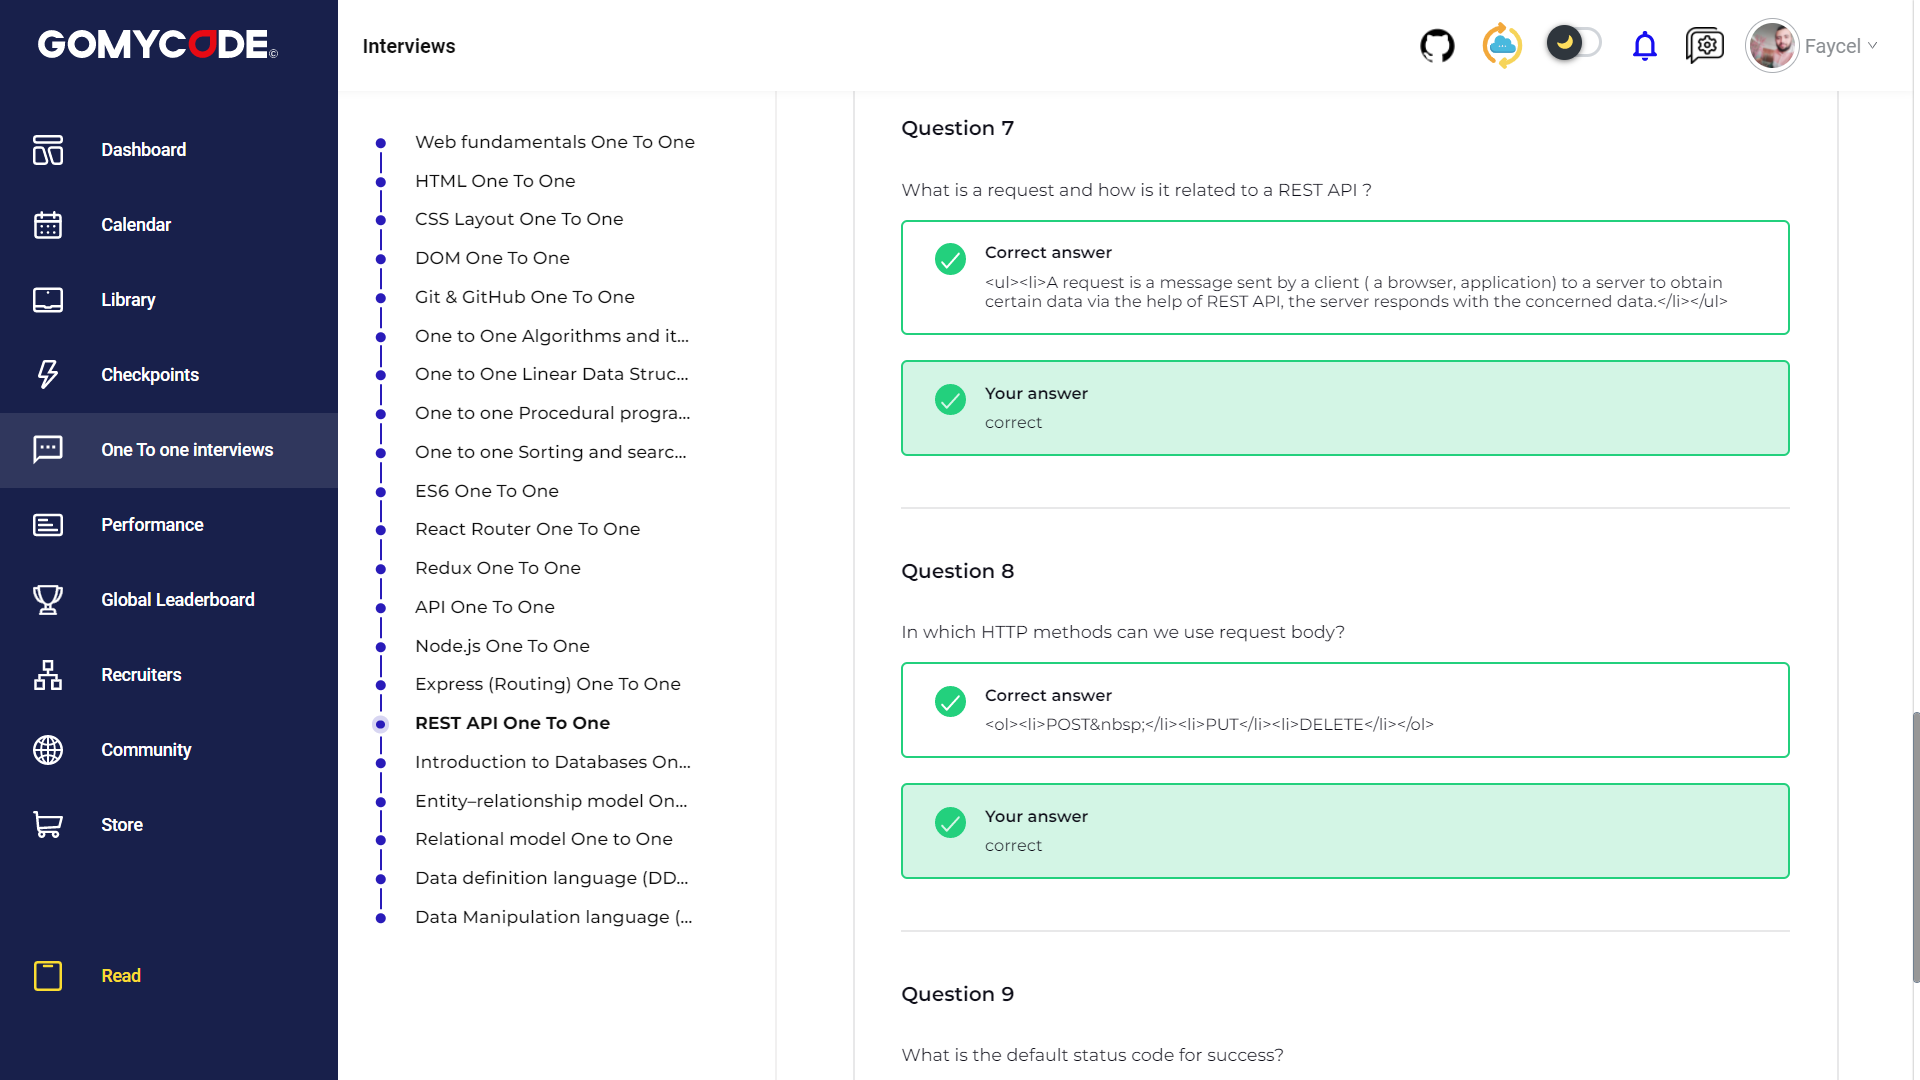 GOMYCODE©
Interviews
Faycel
Dashboard
Calendar
Library
Checkpoints
One To one interviews
Performance
Global Leaderboard
Recruiters
Community
Store
Read
Web fundamentals One To One
HTML One To One
CSS Layout One To One
DOM One To One
Git & GitHub One To One
One to One Algorithms and it...
One to One Linear Data Struc...
One to one Procedural progra...
One to one Sorting and searc...
ES6 One To One
React Router One To One
Redux One To One
API One To One
Node.js One To One
Express (Routing) One To One
REST API One To One
Introduction to Databases On...
Entity–relationship model On...
Relational model One to One
Data definition language (DD...
Data Manipulation language (...
Question 7
What is a request and how is it related to a REST API ?
Correct answer
<ul><li>A request is a message sent by a client ( a browser, application) to a server to obtain
certain data via the help of REST API, the server responds with the concerned data.</li></ul>
Your answer
correct
Question 8
In which HTTP methods can we use request body?
Correct answer
<ol><li>POST&nbsp;</li><li>PUT</li><li>DELETE</li></ol>
Your answer
correct
Question 9
What is the default status code for success?